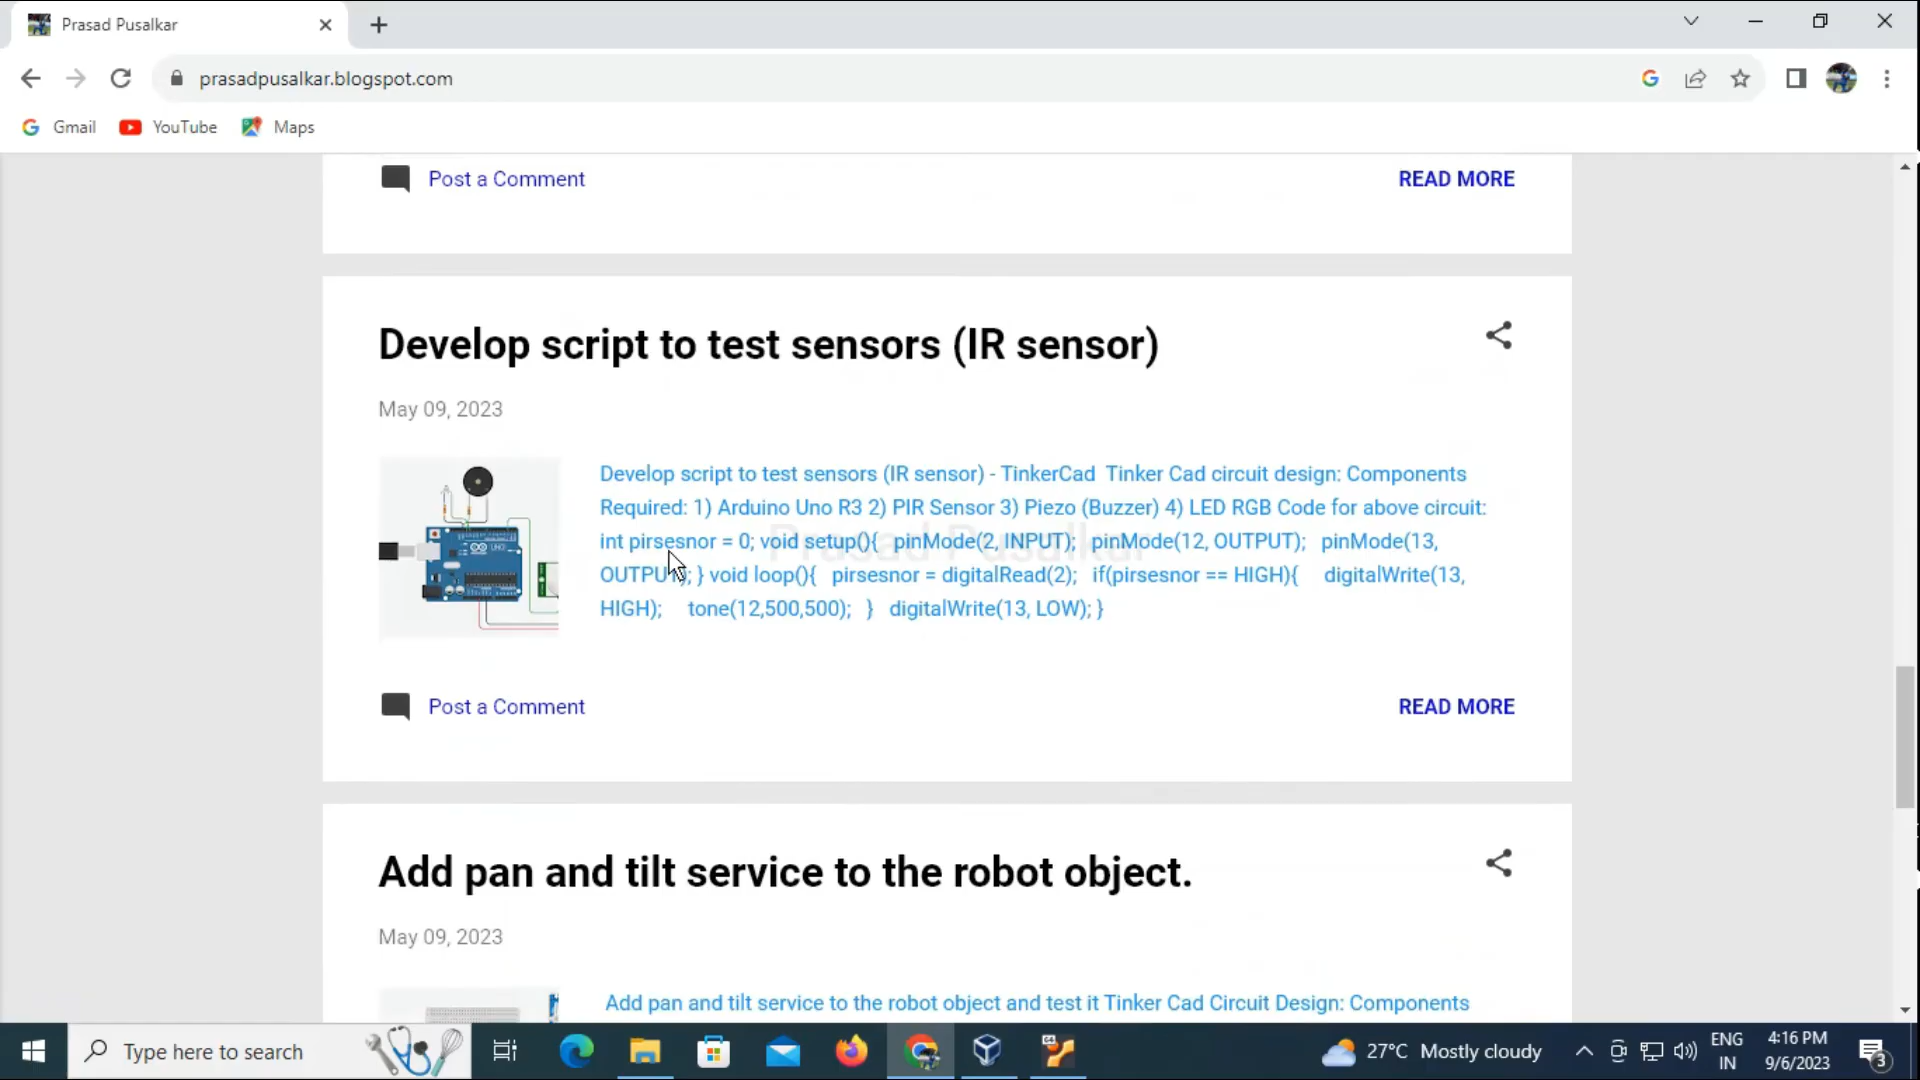 Prasad Pusalkar
prasadpusalkar.blogspot.com
Gmail YouTube Maps
Post a Comment READ MORE
Develop script to test sensors (IR sensor)
May 09, 2023
Develop script to test sensors (IR sensor) - TinkerCad Tinker Cad circuit design: Components
Required: 1) Arduino Uno R3 2) PIR Sensor 3) Piezo (Buzzer) 4) LED RGB Code for above circuit:
int pirsesnor = 0; void setup(){ pinMode(2, INPUT); pinMode(12, OUTPUT); pinMode(13,
OUTPUT); } void loop(){ pirsesnor = digitalRead(2); if(pirsesnor == HIGH){ digitalWrite(13,
HIGH); tone(12,500,500); } digitalWrite(13, LOW); }
Prasad Pusalkar
UNO
Post a Comment READ MORE
Add pan and tilt service to the robot object.
May 09, 2023
Add pan and tilt service to the robot object and test it Tinker Cad Circuit Design: Components
Type here to search
27°C Mostly cloudy
ENG
IN
4:16 PM
9/6/2023
3